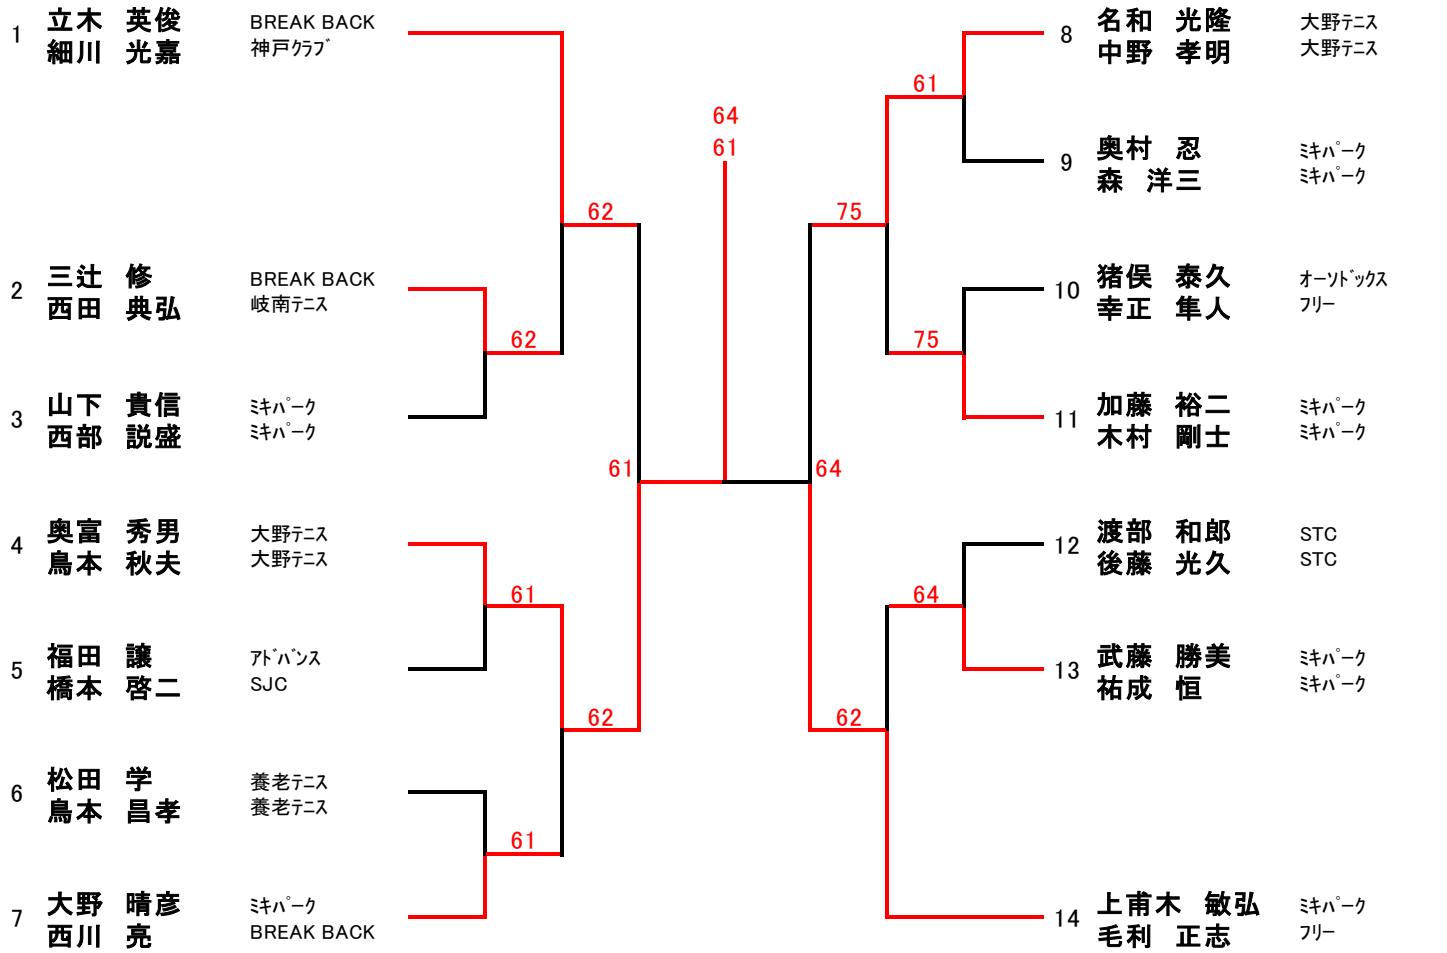 1 立木 英俊 BREAK BACK
細川 光嘉 神戸ｸﾗﾌﾞ
62
2 三辻 修 BREAK BACK
西田 典弘 岐南ﾃﾆｽ
62
3 山下 貴信 ﾐｷﾊﾟｰｸ
西部 説盛 ﾐｷﾊﾟｰｸ
61
4 奥富 秀男 大野ﾃﾆｽ
鳥本 秋夫 大野ﾃﾆｽ
61
5 福田 譲 ｱﾄﾞﾊﾞﾝｽ
橋本 啓二 SJC
62
6 松田 学 養老ﾃﾆｽ
鳥本 昌孝 養老ﾃﾆｽ
61
7 大野 晴彦 ﾐｷﾊﾟｰｸ
西川 亮 BREAK BACK
64
61
8 名和 光隆 大野ﾃﾆｽ
中野 孝明 大野ﾃﾆｽ
61
9 奥村 忍 ﾐｷﾊﾟｰｸ
森 洋三 ﾐｷﾊﾟｰｸ
75
10 猪俣 泰久 ｵｰｿﾄﾞｯｸｽ
幸正 隼人 ﾌﾘｰ
75
11 加藤 裕二 ﾐｷﾊﾟｰｸ
木村 剛士 ﾐｷﾊﾟｰｸ
64
12 渡部 和郎 STC
後藤 光久 STC
64
13 武藤 勝美 ﾐｷﾊﾟｰｸ
祐成 恒 ﾐｷﾊﾟｰｸ
62
14 上甫木 敏弘 ﾐｷﾊﾟｰｸ
毛利 正志 ﾌﾘｰ